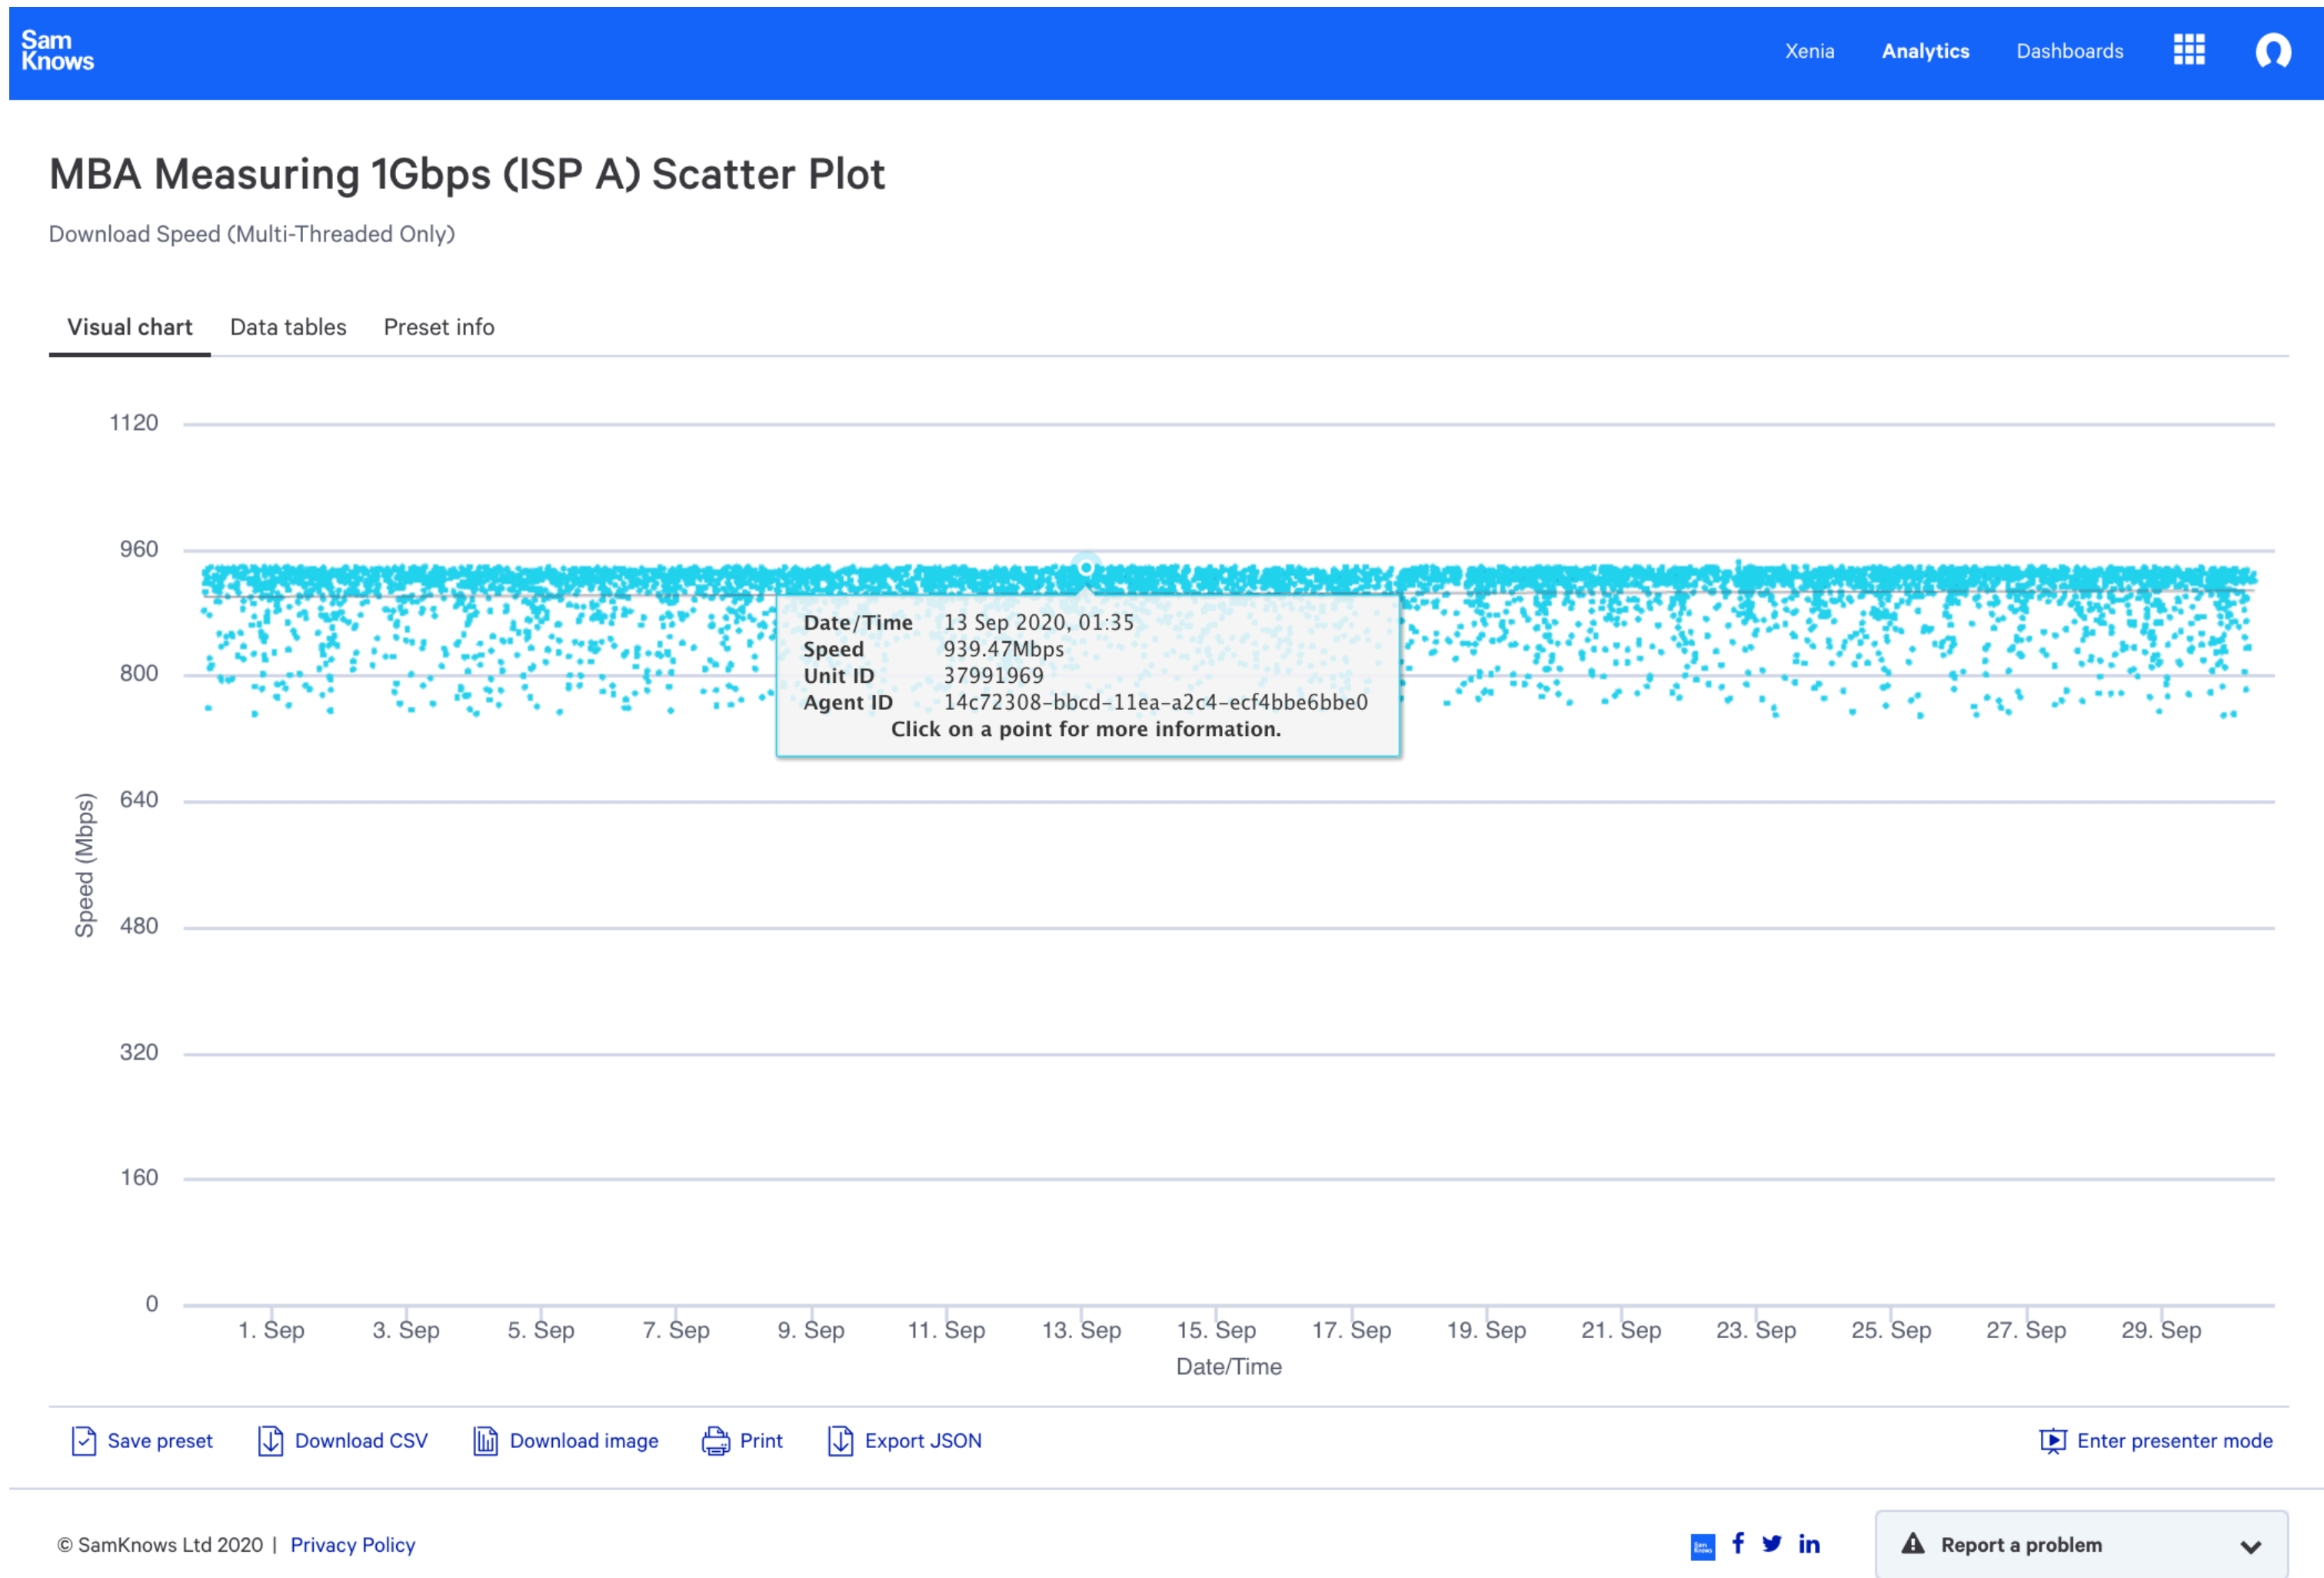 Sam
Knows
Xenia
Analytics
Dashboards
MBA Measuring 1Gbps (ISP A) Scatter Plot
Download Speed (Multi-Threaded Only)
Visual chart
Data tables
Preset info
1120
960
800
640
480
320
160
0
Speed (Mbps)
Date/Time 13 Sep 2020, 01:35
Speed 939.47Mbps
Unit ID 37991969
Agent ID 14c72308-bbcd-11ea-a2c4-ecf4bbe6bbe0
Click on a point for more information.
1. Sep
3. Sep
5. Sep
7. Sep
9. Sep
11. Sep
13. Sep
15. Sep
17. Sep
19. Sep
21. Sep
23. Sep
25. Sep
27. Sep
29. Sep
Date/Time
Save preset
Download CSV
Download image
Print
Export JSON
Enter presenter mode
© SamKnows Ltd 2020 | Privacy Policy
Sam
Knows
Report a problem